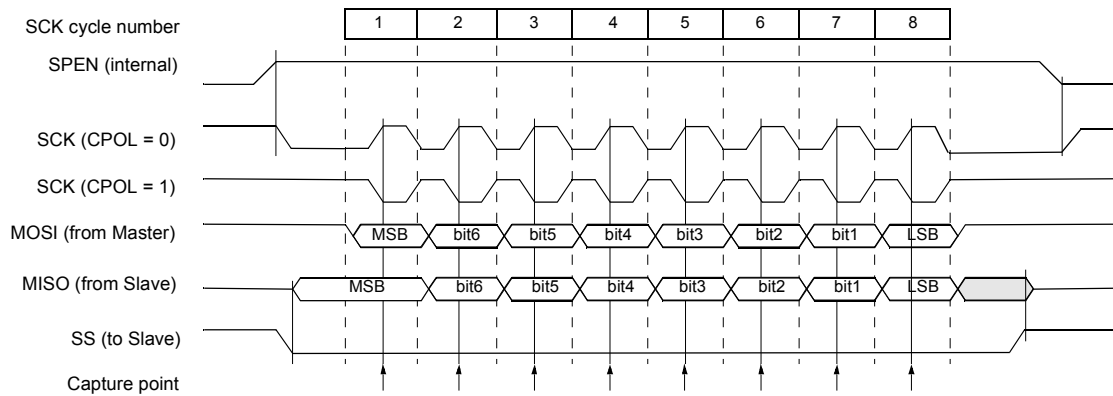 SCK cycle number 1 2 3 4 5 6 7 8
SPEN (internal)
SCK (CPOL = 0)
SCK (CPOL = 1)
MOSI (from Master) MSB bit6 bit5 bit4 bit3 bit2 bit1 LSB
MISO (from Slave) MSB bit6 bit5 bit4 bit3 bit2 bit1 LSB
SS (to Slave)
Capture point